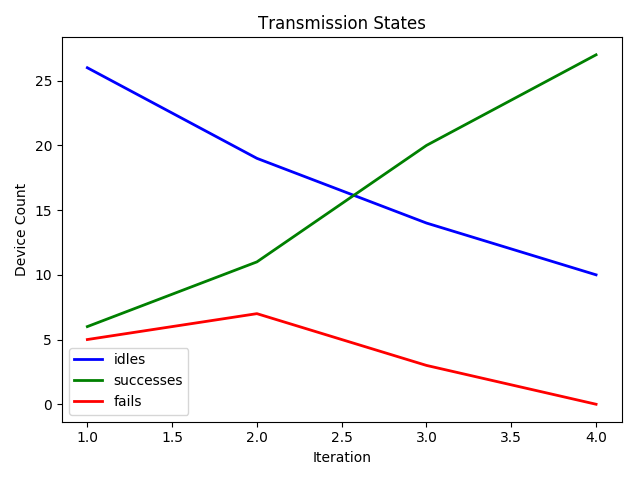 Transmission States
Device Count
25
20
15
10
5
0
idles
successes
fails
1.0 1.5 2.0 2.5 3.0 3.5 4.0
Iteration